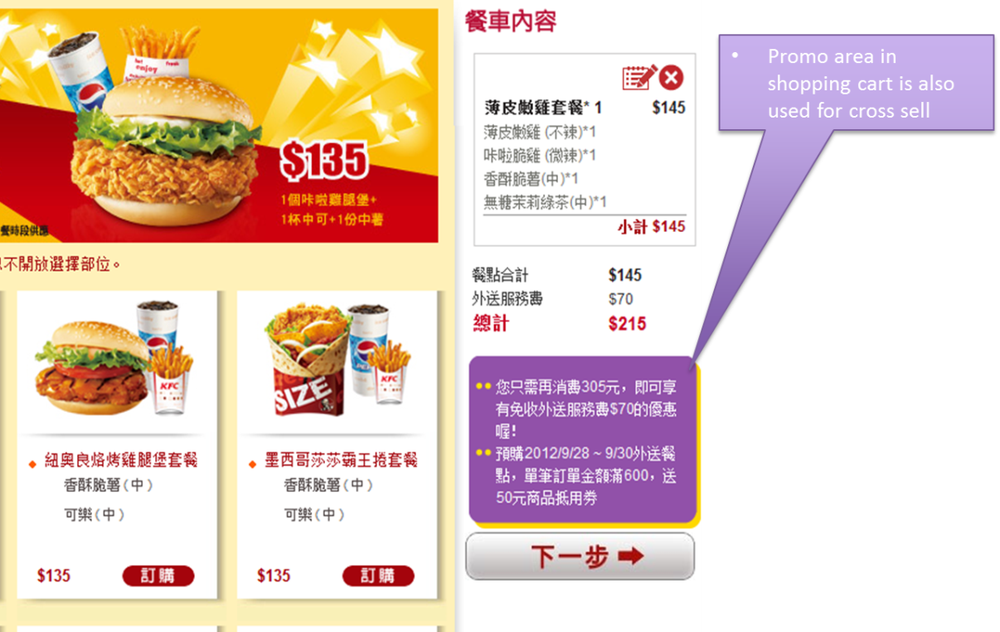 hot
enjoy
fresh
$135
1個咔啦雞腿堡+
1杯中可+1份中薯
餐時段供應
不開放選擇部位。
KFC
SIZE
KFC
紐奧良烙烤雞腿堡套餐
香酥脆薯(中)
可樂(中)
$135
訂購
墨西哥莎莎霸王捲套餐
香酥脆薯(中)
可樂(中)
$135
訂購
餐車內容
薄皮嫩雞套餐* 1 $145
薄皮嫩雞 (不辣)*1
咔啦脆雞 (微辣)*1
香酥脆薯(中)*1
無糖茉莉綠茶(中)*1
小計 $145
餐點合計 $145
外送服務費 $70
總計 $215
您只需再消費305元，即可享
有免收外送服務費$70的優惠
喔!
預購2012/9/28 ~ 9/30外送餐
點，單筆訂單金額滿600，送
50元商品抵用券
下一步
• Promo area in
shopping cart is also
used for cross sell